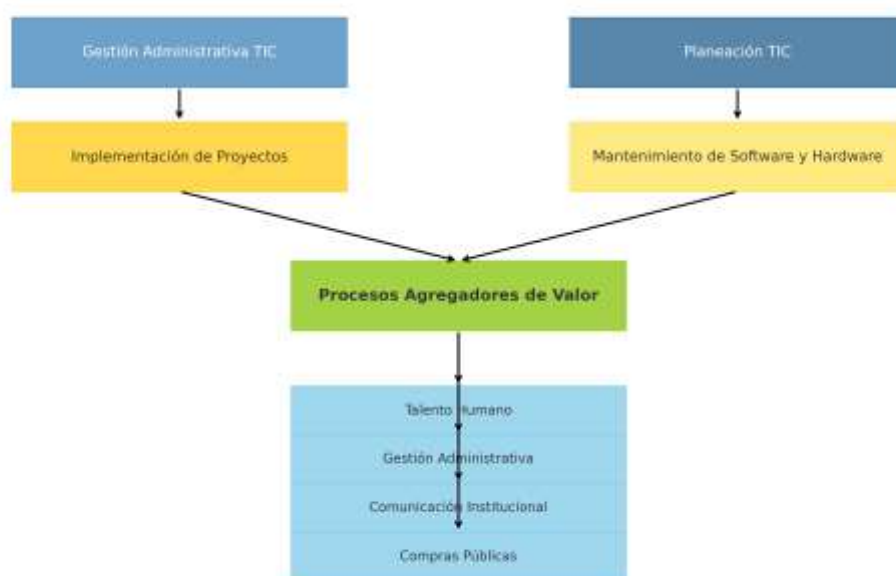 Gestión Administrativa TIC
Planeación TIC
Implementación de Proyectos
Mantenimiento de Software y Hardware
Procesos Agregadores de Valor
Talento Humano
Gestión Administrativa
Comunicación Institucional
Compras Públicas